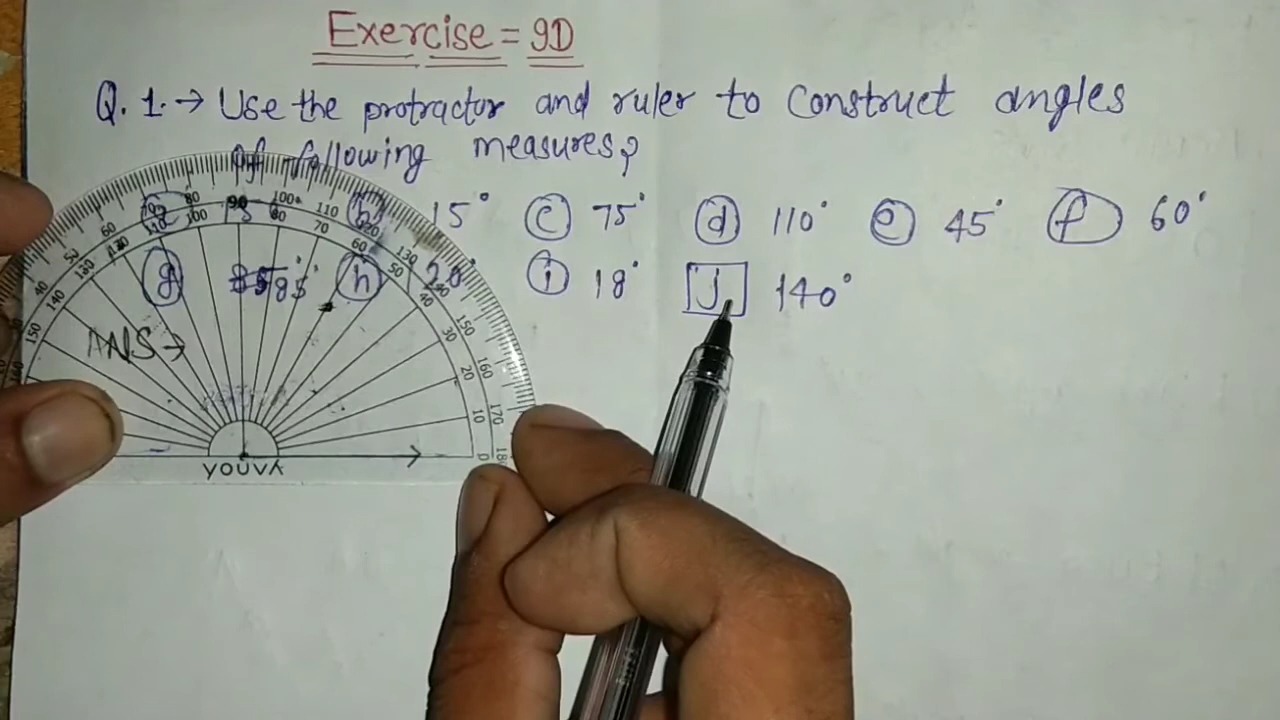 Exercise = 9D
Q. 1. → Use the protractor and ruler to construct angles
of following measures?
15° c 75° d 110° e 45° f 60°
g 85° h 20° i 18° J 140°
ANS →
YOUVA